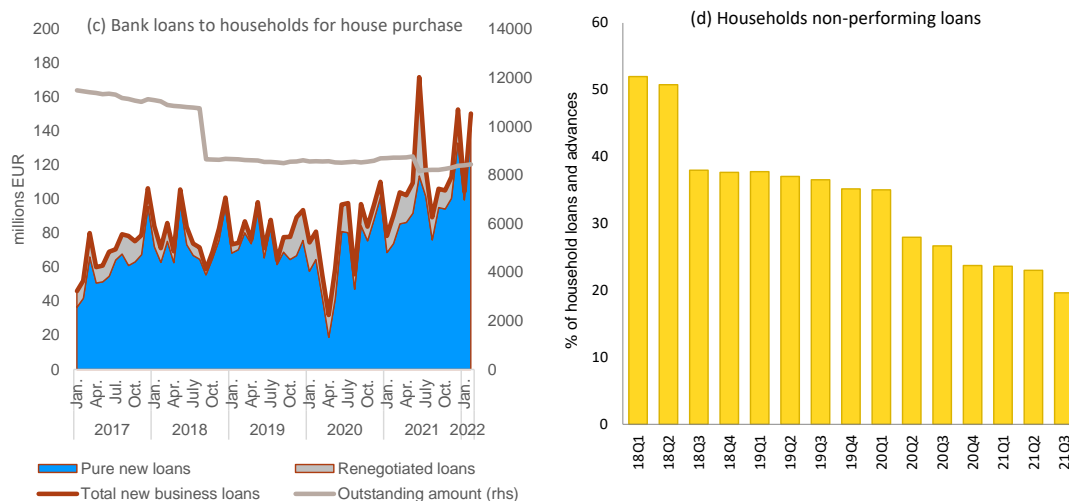 (c) Bank loans to households for house purchase
millions EUR
200
180
160
140
120
100
80
60
40
20
0
14000
12000
10000
8000
6000
4000
2000
0
Jan. Apr. Jul. Oct. Jan. Apr. July Oct. Jan. Apr. July Oct. Jan. Apr. July Oct. Jan. Apr. July Oct. Jan.
2017 2018 2019 2020 2021 2022
Pure new loans Renegotiated loans
Total new business loans Outstanding amount (rhs)
(d) Households non-performing loans
% of household loans and advances
60
50
40
30
20
10
0
18Q1 18Q2 18Q3 18Q4 19Q1 19Q2 19Q3 19Q4 20Q1 20Q2 20Q3 20Q4 21Q1 21Q2 21Q3